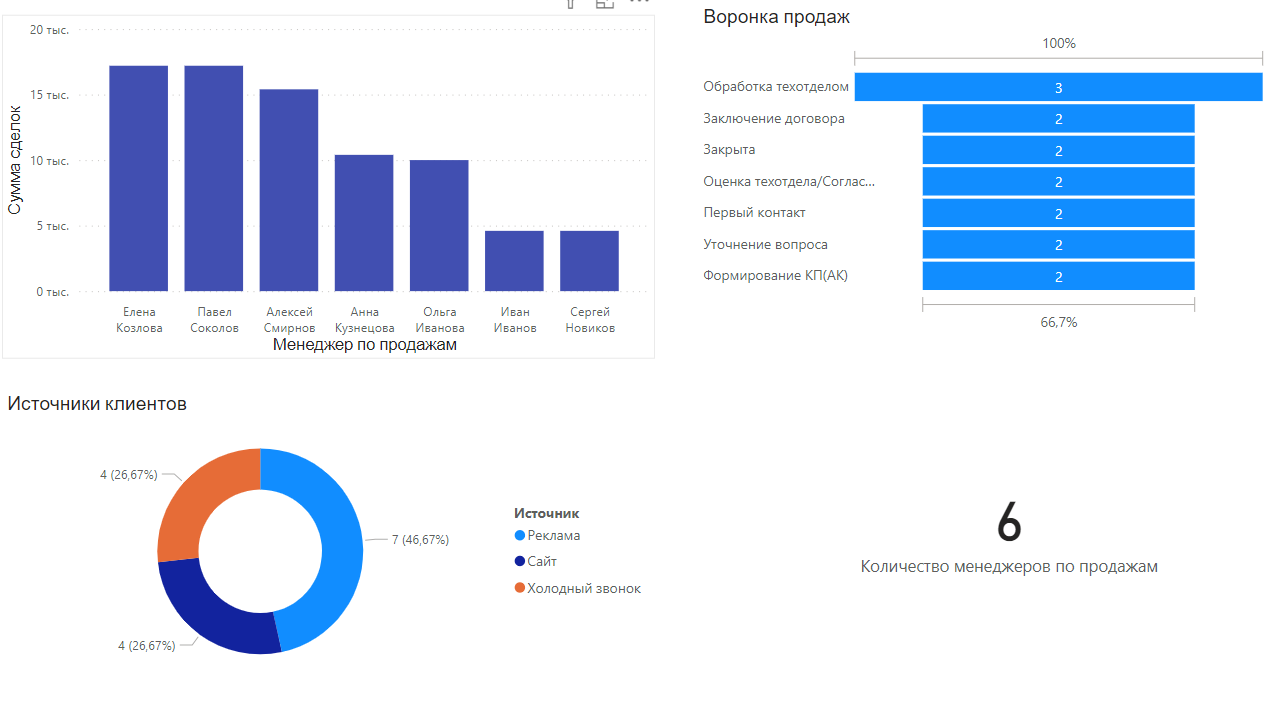 20 тыс.
15 тыс.
10 тыс.
5 тыс.
0 тыс.
Сумма сделок
Елена
Козлова
Павел
Соколов
Алексей
Смирнов
Анна
Кузнецова
Ольга
Иванова
Иван
Иванов
Сергей
Новиков
Менеджер по продажам
Воронка продаж
100%
Обработка техотделом 3
Заключение договора 2
Закрыта 2
Оценка техотдела/Соглас... 2
Первый контакт 2
Уточнение вопроса 2
Формирование КП(АК) 2
66,7%
Источники клиентов
4 (26,67%)
7 (46,67%)
4 (26,67%)
Источник
Реклама
Сайт
Холодный звонок
6
Количество менеджеров по продажам